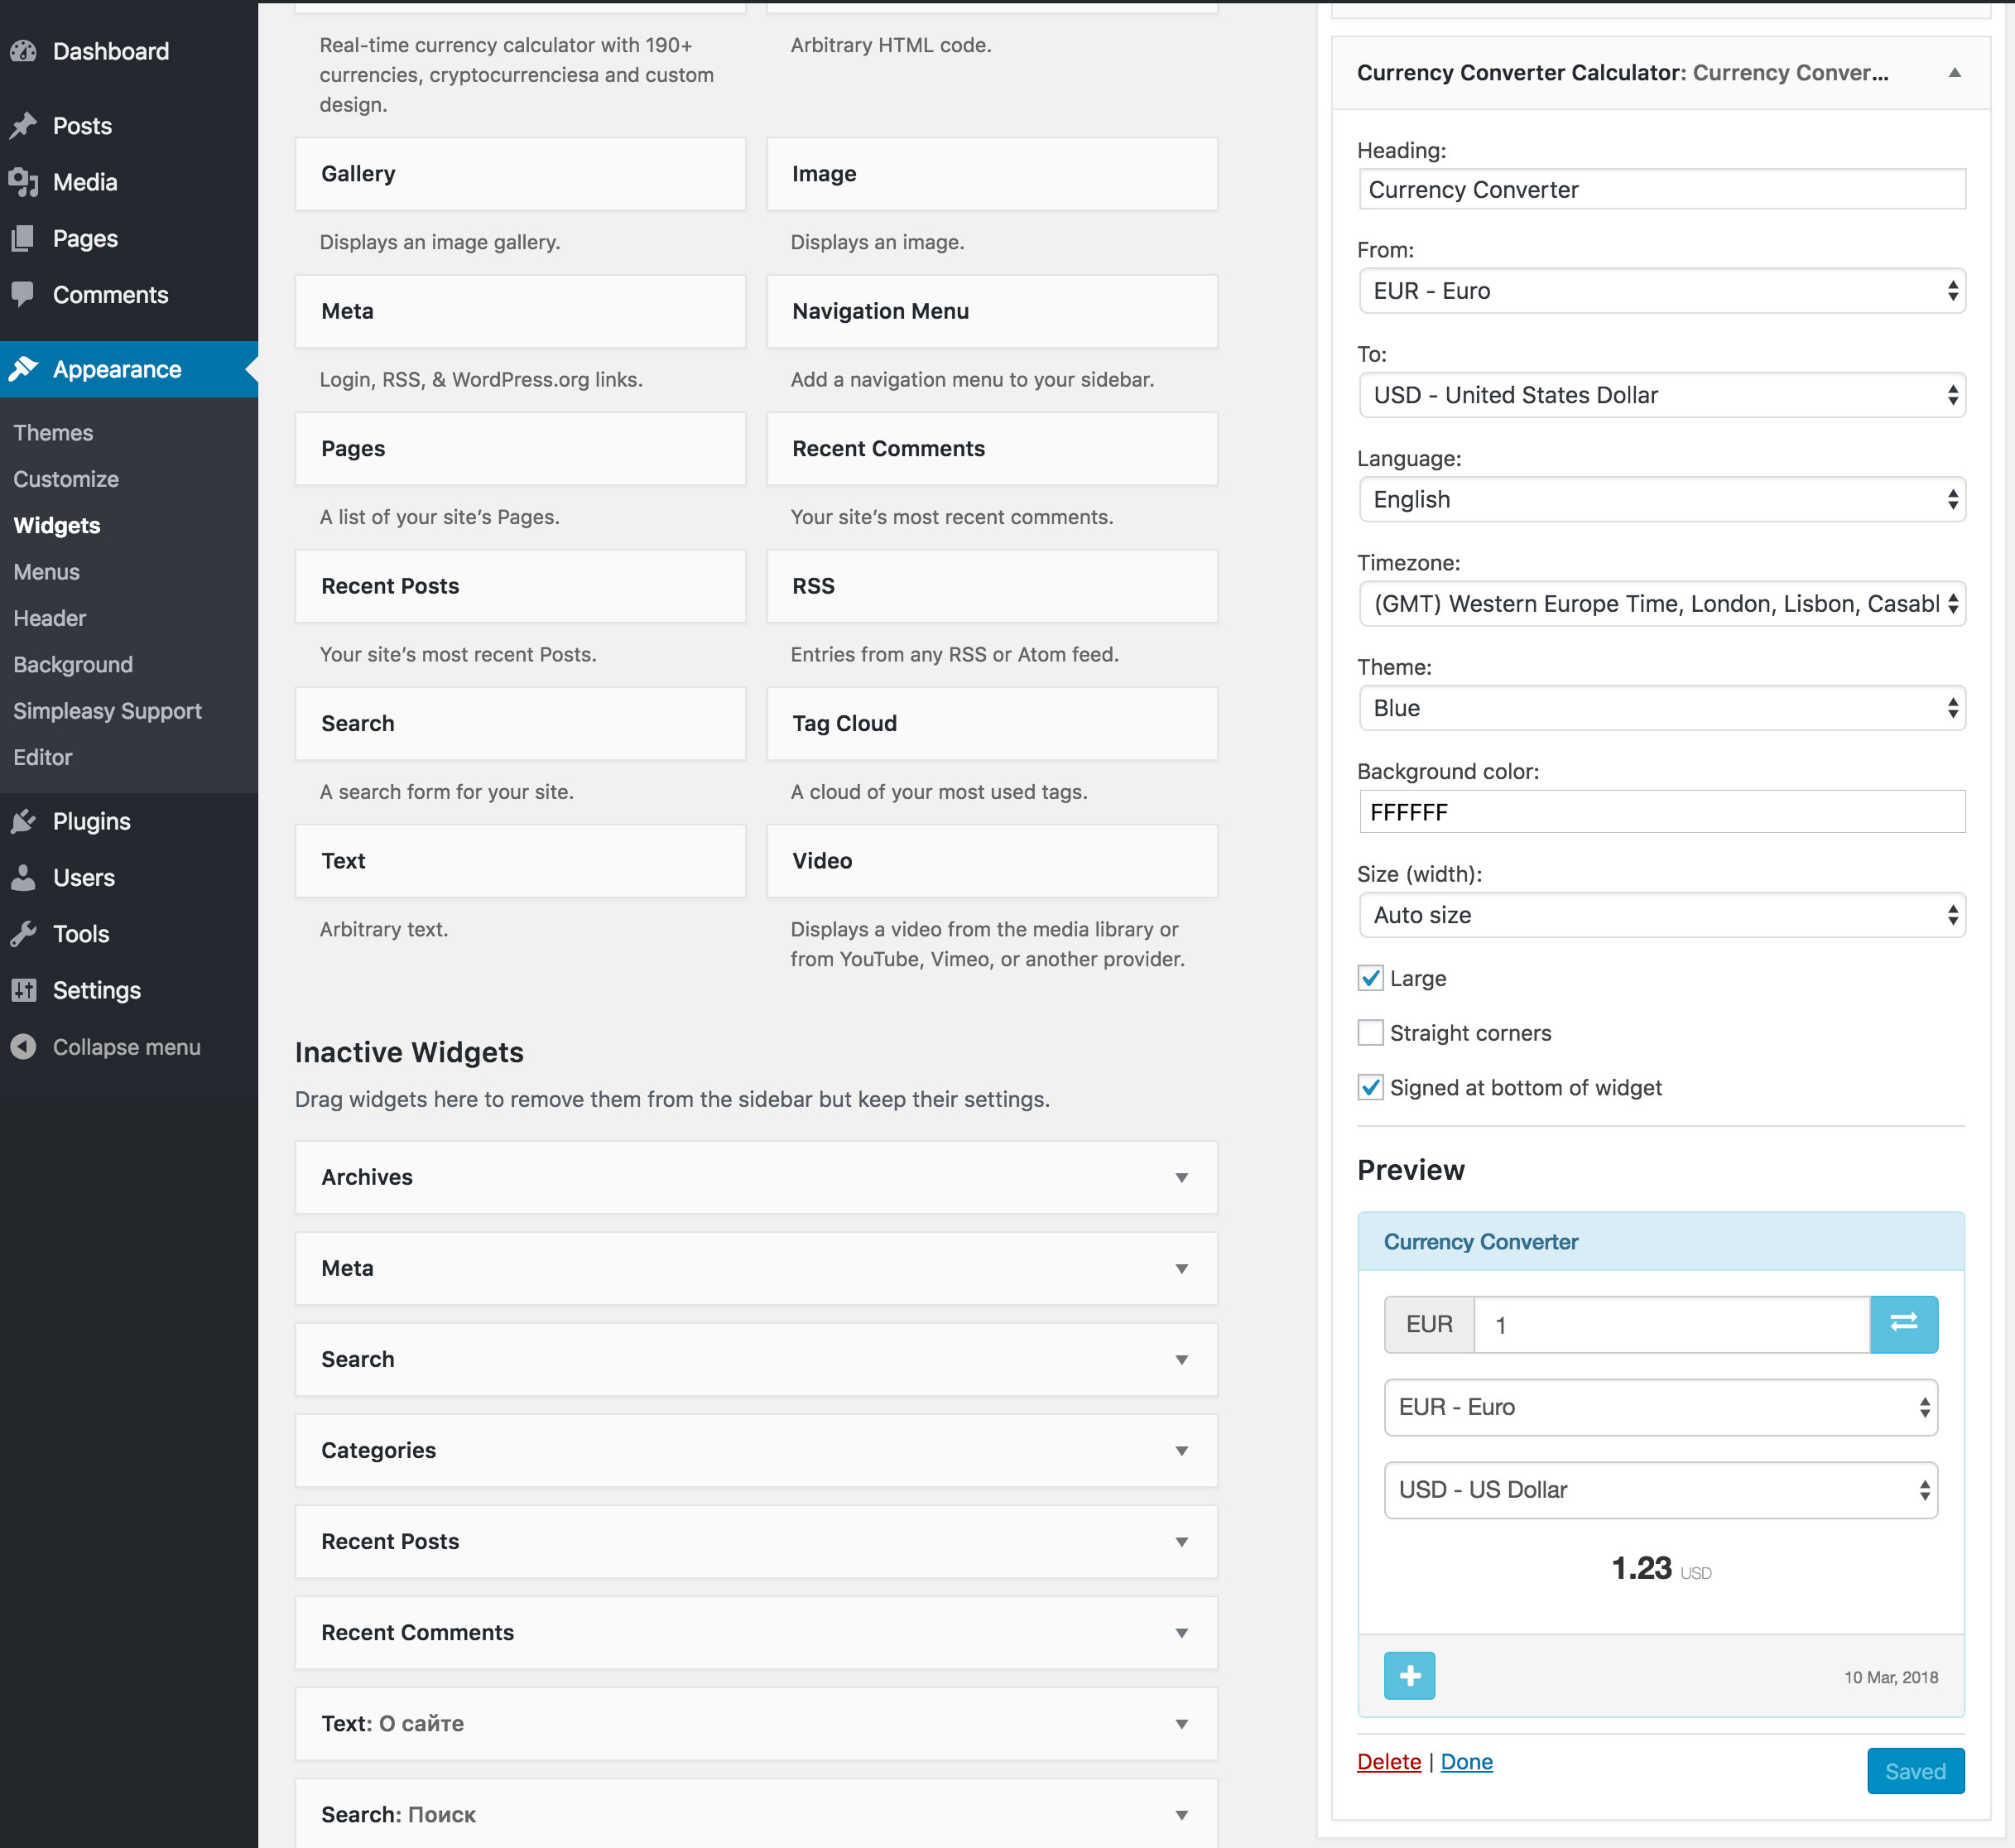 Dashboard
Posts
Media
Pages
Comments
Appearance
Themes
Customize
Widgets
Menus
Header
Background
Simpleasy Support
Editor
Plugins
Users
Tools
Settings
Collapse menu
Real-time currency calculator with 190+
currencies, cryptocurrenciesa and custom
design.
Arbitrary HTML code.
Gallery
Image
Displays an image gallery.
Displays an image.
Meta
Navigation Menu
Login, RSS, & WordPress.org links.
Add a navigation menu to your sidebar.
Pages
Recent Comments
A list of your site’s Pages.
Your site’s most recent comments.
Recent Posts
RSS
Your site’s most recent Posts.
Entries from any RSS or Atom feed.
Search
Tag Cloud
A search form for your site.
A cloud of your most used tags.
Text
Video
Arbitrary text.
Displays a video from the media library or
from YouTube, Vimeo, or another provider.
Inactive Widgets
Drag widgets here to remove them from the sidebar but keep their settings.
Archives
Meta
Search
Categories
Recent Posts
Recent Comments
Text: О сайте
Search: Поиск
Currency Converter Calculator: Currency Conver...
Heading:
Currency Converter
From:
EUR - Euro
To:
USD - United States Dollar
Language:
English
Timezone:
(GMT) Western Europe Time, London, Lisbon, Casabl
Theme:
Blue
Background color:
FFFFFF
Size (width):
Auto size
Large
Straight corners
Signed at bottom of widget
Preview
Currency Converter
EUR 1
EUR - Euro
USD - US Dollar
1.23 USD
10 Mar, 2018
Delete | Done
Saved